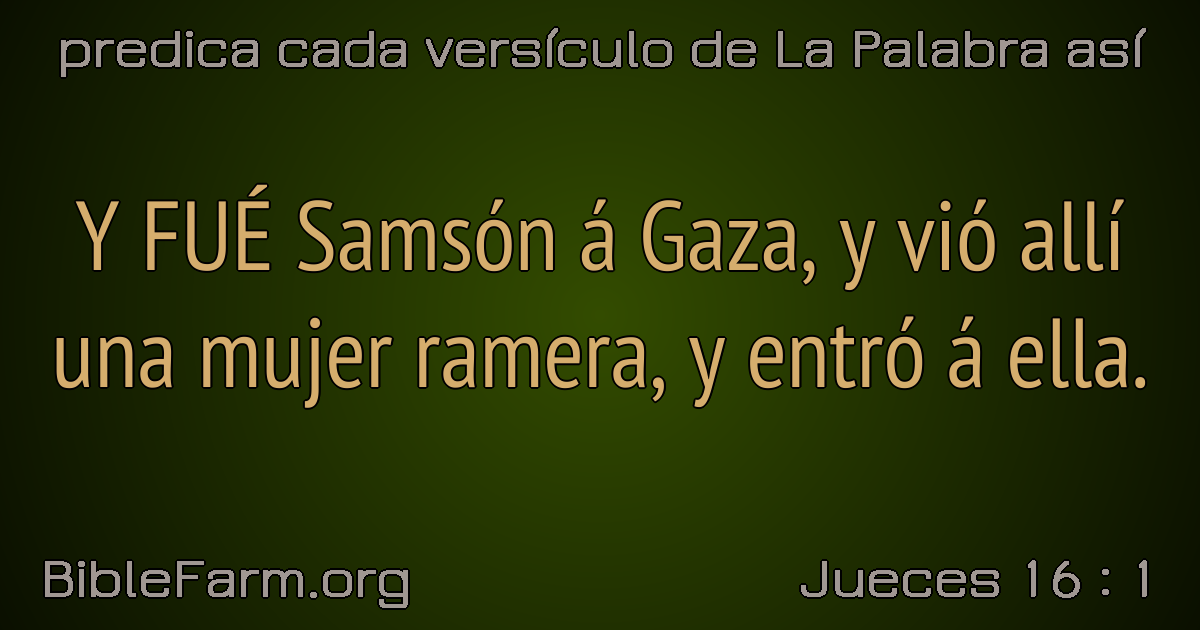 predica cada versículo de La Palabra así
Y FUÉ Samsón á Gaza, y vió allí
una mujer ramera, y entró á ella.
BibleFarm.org
Jueces 16 : 1